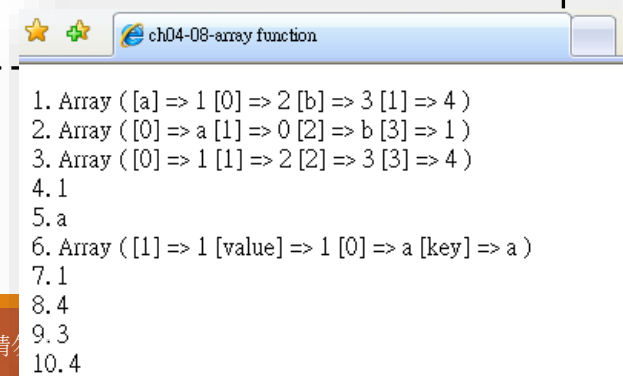 ch04-08-array function
1. Array ( [a] => 1 [0] => 2 [b] => 3 [1] => 4 )
2. Array ( [0] => a [1] => 0 [2] => b [3] => 1 )
3. Array ( [0] => 1 [1] => 2 [2] => 3 [3] => 4 )
4. 1
5. a
6. Array ( [1] => 1 [value] => 1 [0] => a [key] => a )
7. 1
8. 4
9. 3
10. 4